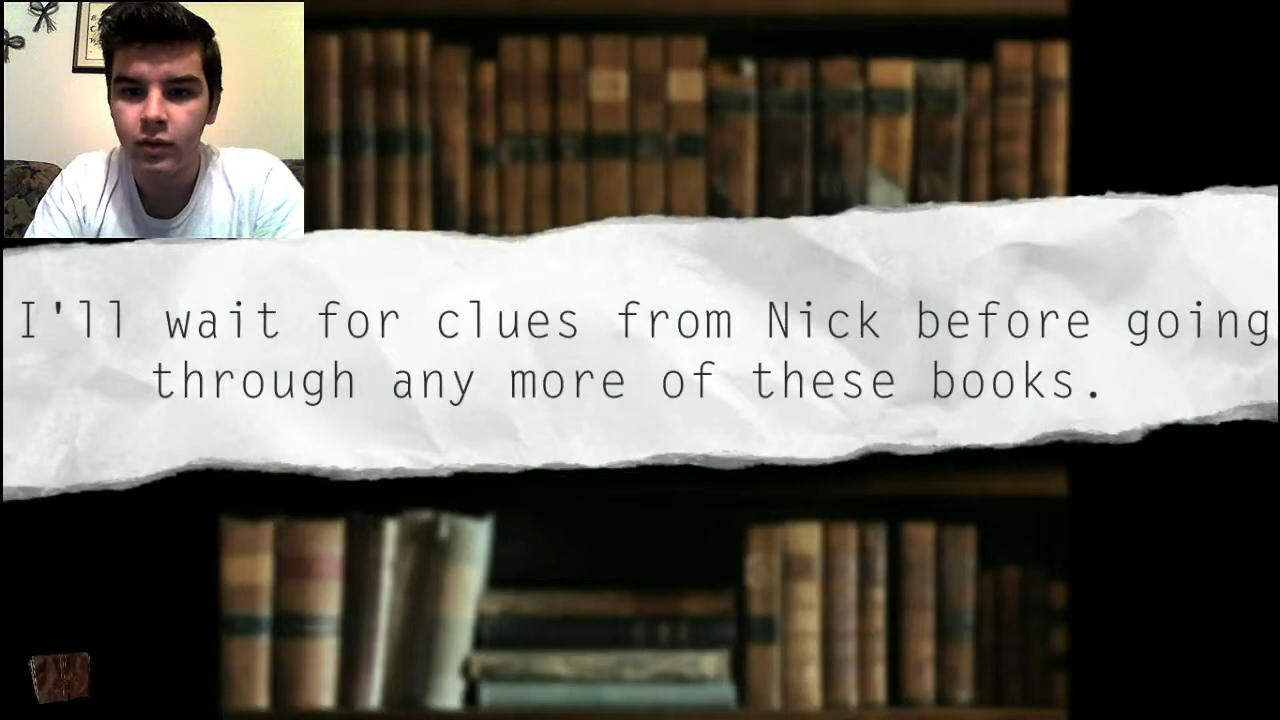 I'll wait for clues from Nick before going
through any more of these books.